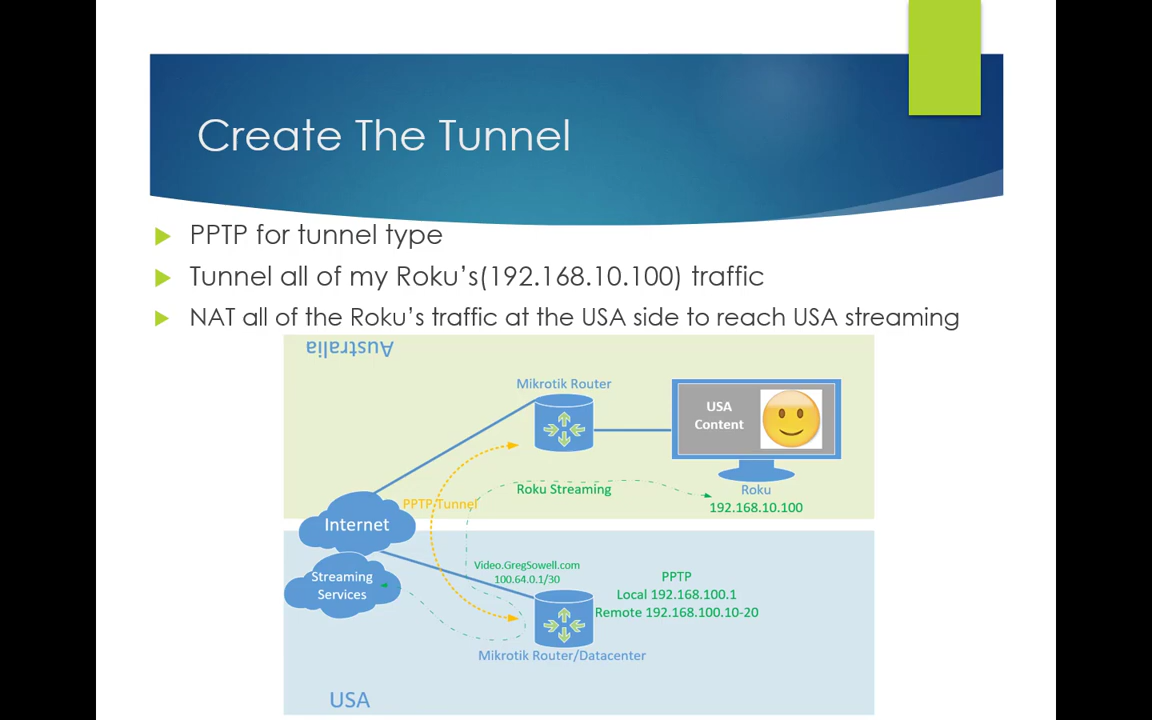 Create The Tunnel
PPTP for tunnel type
Tunnel all of my Roku's(192.168.10.100) traffic
NAT all of the Roku's traffic at the USA side to reach USA streaming
Australia
Mikrotik Router
USA
Content
Roku Streaming
Roku
192.168.10.100
PPTP Tunnel
Internet
Streaming
Services
Video.GregSowell.com
100.64.0.1/30
PPTP
Local 192.168.100.1
Remote 192.168.100.10-20
Mikrotik Router/Datacenter
USA